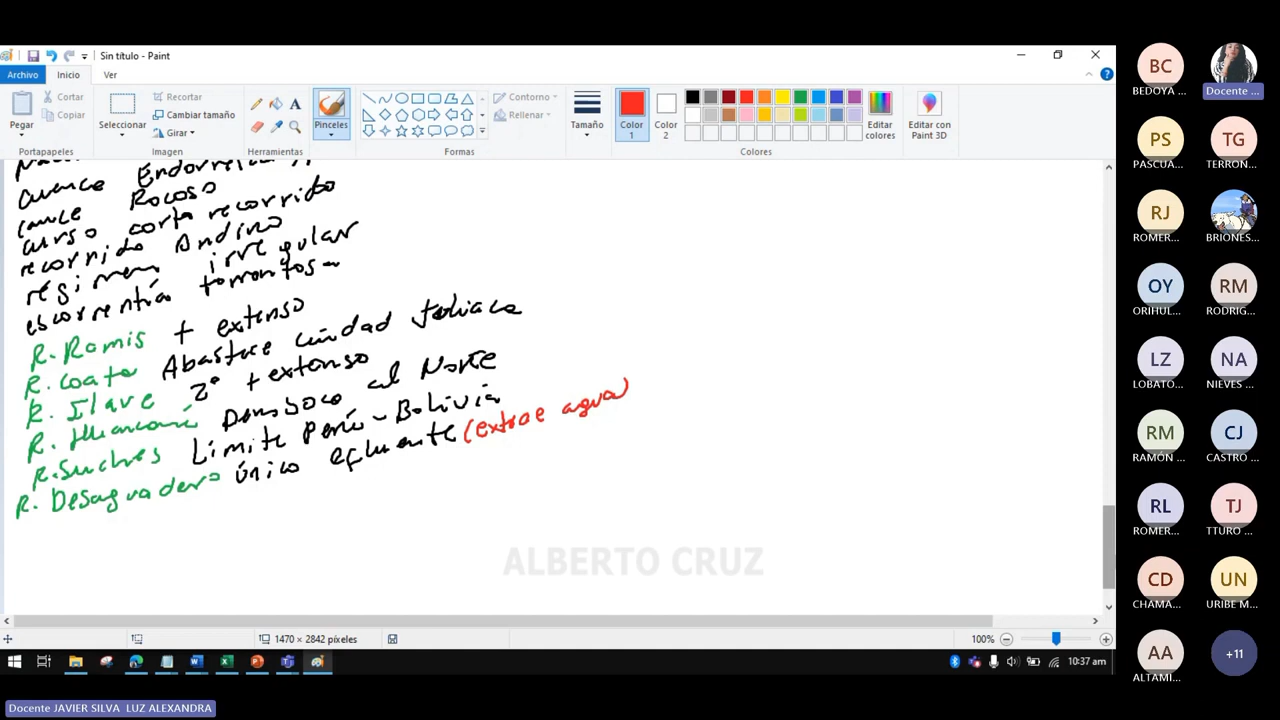 Sin título - Paint
Archivo
Inicio
Ver
Pegar
Cortar
Copiar
Portapapeles
Seleccionar
Recortar
Cambiar tamaño
Girar
Imagen
Herramientas
Pinceles
Formas
Contorno
Rellenar
Tamaño
Color 1
Color 2
Editar colores
Editar con Paint 3D
Colores
cuenca
cauce Rocoso
curso corto recorrido
recorrido Andino
régimen irregular
escorrentía
R. Ramis + extenso
R. Coata Abastece ciudad Juliaca
R. Ilave 2° + extenso
R. Huancané Desemboca al Norte
R. Suches Límite Perú - Bolivia
R. Desaguadero único efluente (extrae agua)
ALBERTO CRUZ
1470 × 2842 píxeles
100%
10:37 am
BC
BEDOYA ...
Docente ...
PS
PASCUA...
TG
TERRON...
RJ
ROMER...
BRIONES...
OY
ORIHUL...
RM
RODRIG...
LZ
LOBATO...
NA
NIEVES ...
RM
RAMÓN ...
CJ
CASTRO ...
RL
ROMER...
TJ
TTURO ...
CD
CHAMA...
UN
URIBE M...
AA
ALTAMI...
+11
Docente JAVIER SILVA LUZ ALEXANDRA